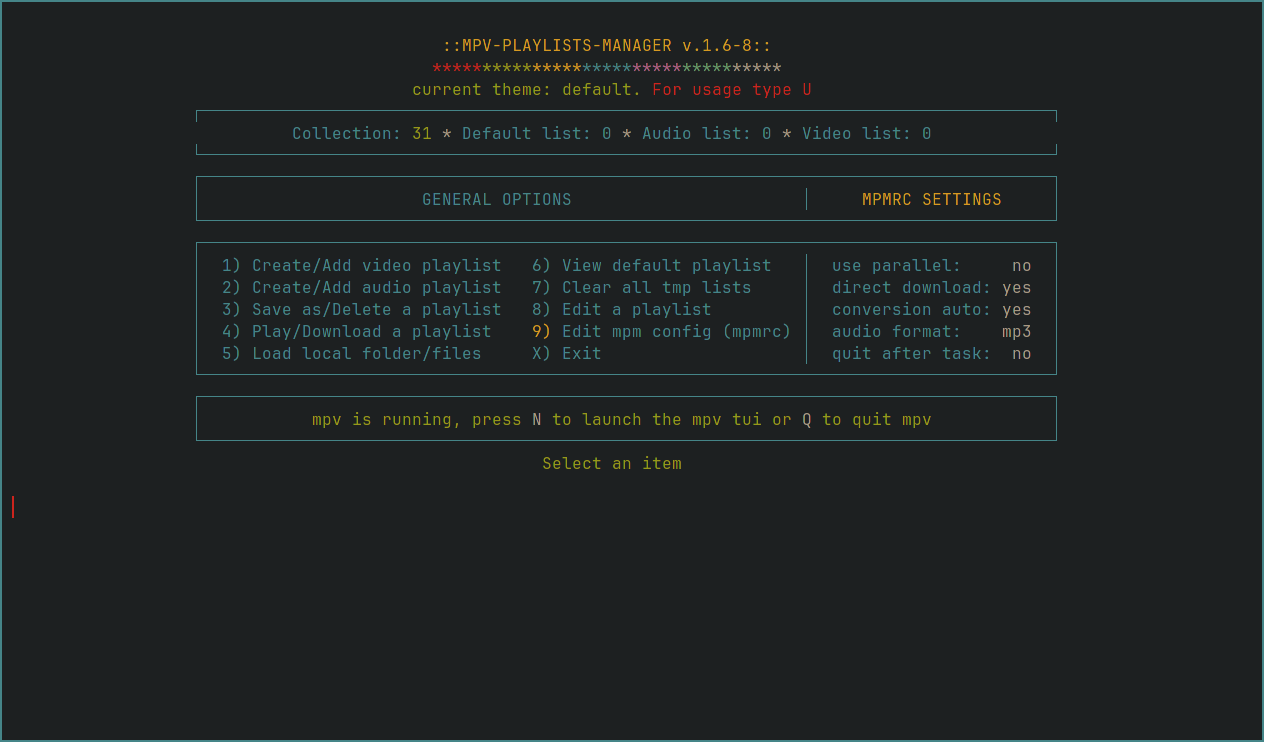 ::MPV-PLAYLISTS-MANAGER v.1.6-8::
***********************************
current theme: default. For usage type U
Collection: 31 * Default list: 0 * Audio list: 0 * Video list: 0
GENERAL OPTIONS MPMRC SETTINGS
1) Create/Add video playlist 6) View default playlist use parallel: no
2) Create/Add audio playlist 7) Clear all tmp lists direct download: yes
3) Save as/Delete a playlist 8) Edit a playlist conversion auto: yes
4) Play/Download a playlist 9) Edit mpm config (mpmrc) audio format: mp3
5) Load local folder/files X) Exit quit after task: no
mpv is running, press N to launch the mpv tui or Q to quit mpv
Select an item